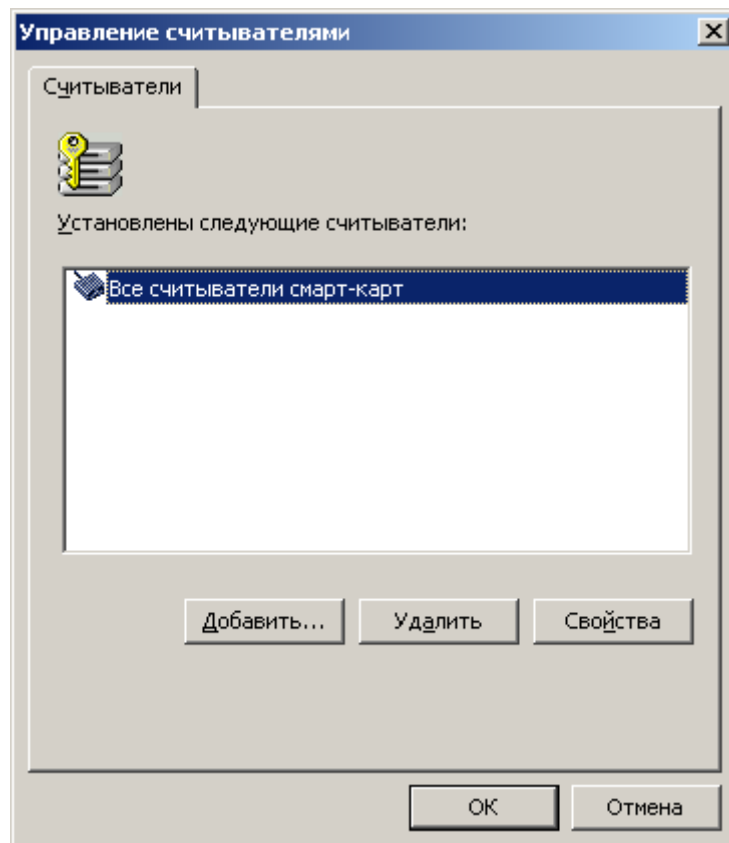 Управление считывателями
Считыватели
Установлены следующие считыватели:
Все считыватели смарт-карт
Добавить...
Удалить
Свойства
ОК
Отмена